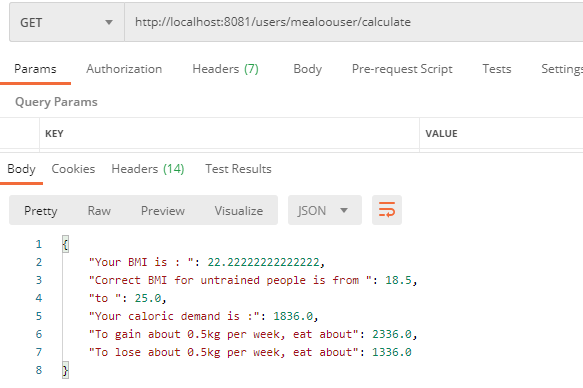 GET http://localhost:8081/users/mealoouser/calculate
Params Authorization Headers (7) Body Pre-request Script Tests Settings
Query Params
KEY VALUE
Body Cookies Headers (14) Test Results
Pretty Raw Preview Visualize JSON
1 {
2 "Your BMI is : ": 22.22222222222222,
3 "Correct BMI for untrained people is from ": 18.5,
4 "to ": 25.0,
5 "Your caloric demand is :": 1836.0,
6 "To gain about 0.5kg per week, eat about": 2336.0,
7 "To lose about 0.5kg per week, eat about": 1336.0
8 }